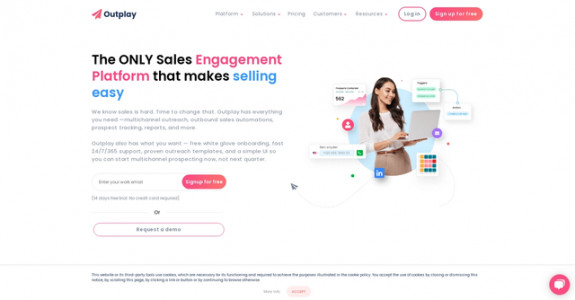 Outplay
Platform Solutions Pricing Customers Resources Log in Sign up for free
The ONLY Sales Engagement
Platform that makes selling
easy
We know sales is hard. Time to change that. Outplay has everything
you need —multichannel outreach, outbound sales automations,
prospect tracking, reports, and more.
Outplay also has what you want — free white glove onboarding, fast
24/7/365 support, proven outreach templates, and a simple UI so
you can start multichannel prospecting now, not next quarter.
Enter your work email Signup for free
(14 days free trial. No credit card required)
Or
Request a demo
552
Triggers
in
This website or its third-party tools use cookies, which are necessary for its functioning and required to achieve the purposes illustrated in the cookie policy. You accept the use of cookies by closing or dismissing this
notice, by scrolling this page, by clicking a link or button or by continuing to browse otherwise.
More info ACCEPT